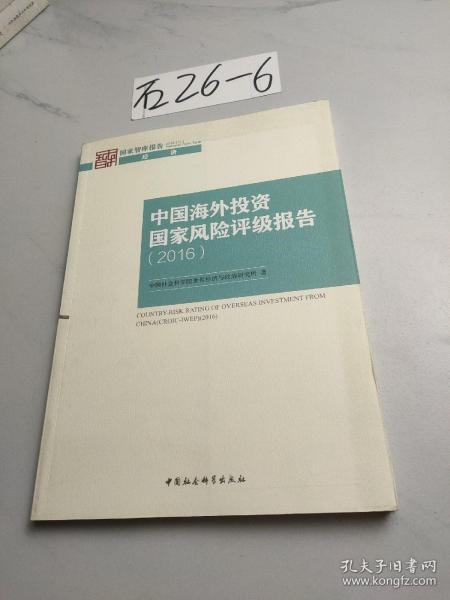 石26-6
国家智库报告
经 济
中国海外投资
国家风险评级报告
(2016)
中国社会科学院世界经济与政治研究所 著
COUNTRY-RISK RATING OF OVERSEAS INVESTMENT FROM
CHINA(CROIC-IWEP)(2016)
中国社会科学出版社
孔夫子旧书网
www.kongfz.com